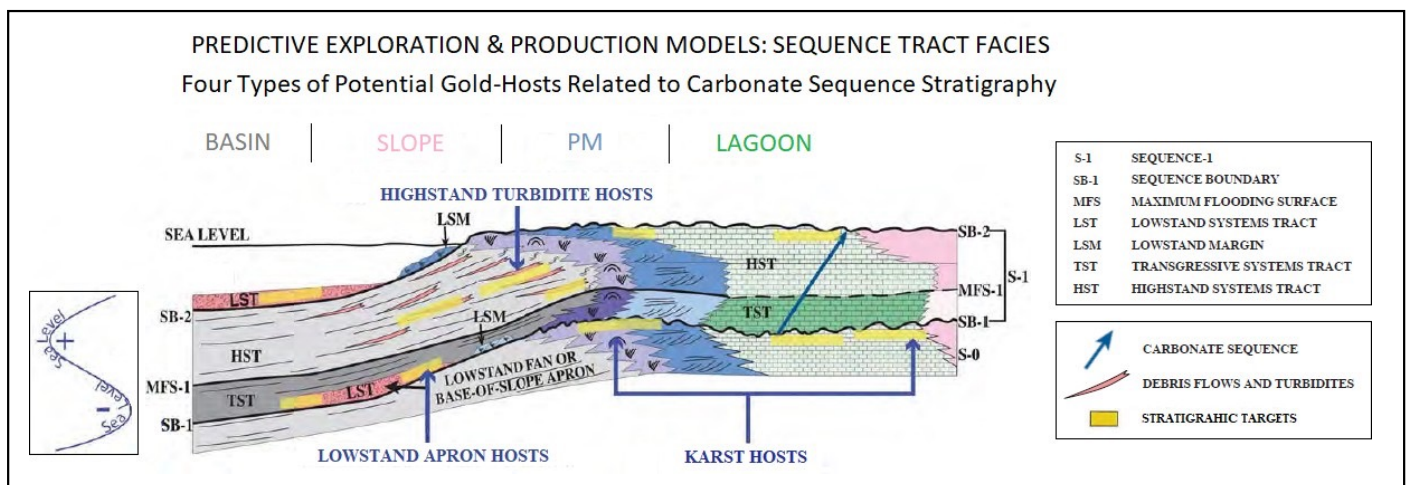 PREDICTIVE EXPLORATION & PRODUCTION MODELS: SEQUENCE TRACT FACIES
Four Types of Potential Gold-Hosts Related to Carbonate Sequence Stratigraphy
BASIN
SLOPE
PM
LAGOON
HIGHSTAND TURBIDITE HOSTS
LSM
SEA LEVEL
SB-2
HST
S-1
MFS-1
LST
SB-2
TST
SB-1
LSM
HST
S-0
MFS-1
TST
LST
LOWSTAND FAN OR
BASE-OF-SLOPE APRON
SB-1
LOWSTAND APRON HOSTS
KARST HOSTS
Sea Level
+
Sea Level
-
Sea Level
S-1 SEQUENCE-1
SB-1 SEQUENCE BOUNDARY
MFS MAXIMUM FLOODING SURFACE
LST LOWSTAND SYSTEMS TRACT
LSM LOWSTAND MARGIN
TST TRANSGRESSIVE SYSTEMS TRACT
HST HIGHSTAND SYSTEMS TRACT
CARBONATE SEQUENCE
DEBRIS FLOWS AND TURBIDITES
STRATIGRAHIC TARGETS